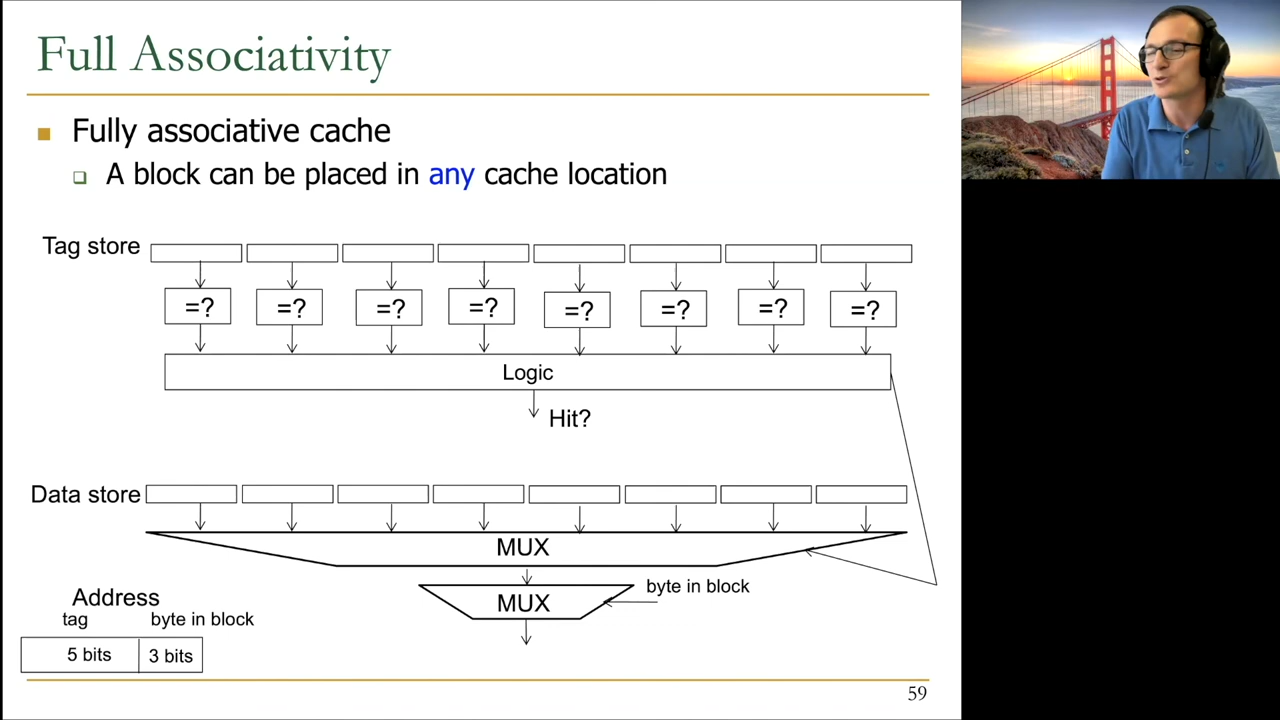 Full Associativity
Fully associative cache
A block can be placed in any cache location
Tag store
=? =? =? =? =? =? =? =?
Logic
Hit?
Data store
MUX
MUX
byte in block
Address
tag byte in block
5 bits 3 bits
59